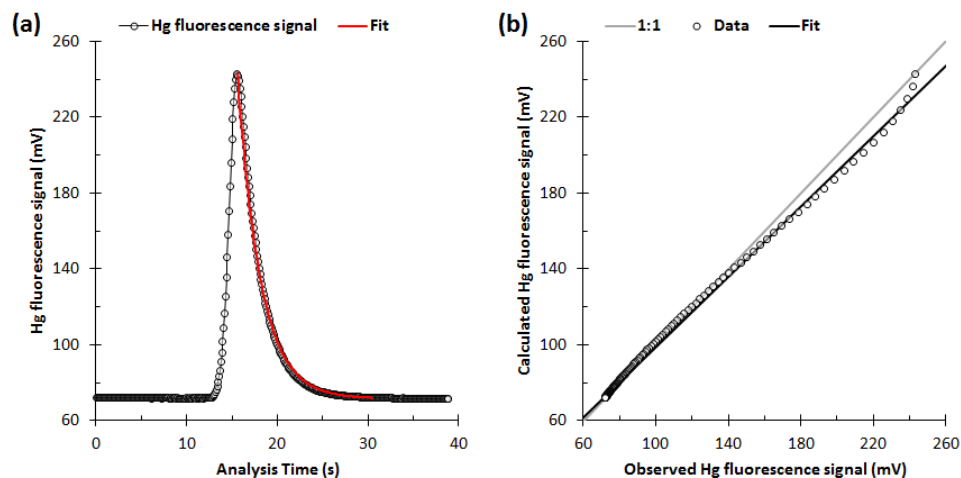 (a)
Hg fluorescence signal Fit
Hg fluorescence signal (mV)
260
220
180
140
100
60
0 10 20 30 40
Analysis Time (s)
(b)
1:1 Data Fit
Calculated Hg fluorescence signal (mV)
260
220
180
140
100
60
60 100 140 180 220 260
Observed Hg fluorescence signal (mV)